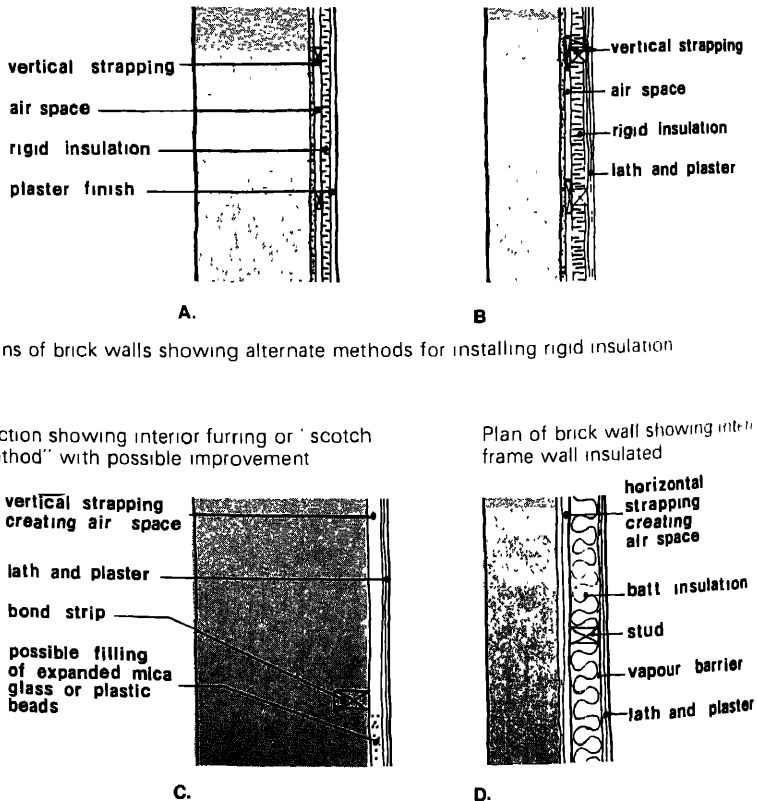 vertical strapping
air space
rigid insulation
plaster finish
A.
vertical strapping
air space
rigid insulation
lath and plaster
B
ns of brick walls showing alternate methods for installing rigid insulation
ction showing interior furring or ' scotch
ethod" with possible improvement
vertical strapping
creating air space
lath and plaster
bond strip
possible filling
of expanded mica
glass or plastic
beads
C.
Plan of brick wall showing
frame wall insulated
horizontal
strapping
creating
air space
batt insulation
stud
vapour barrier
lath and plaster
D.